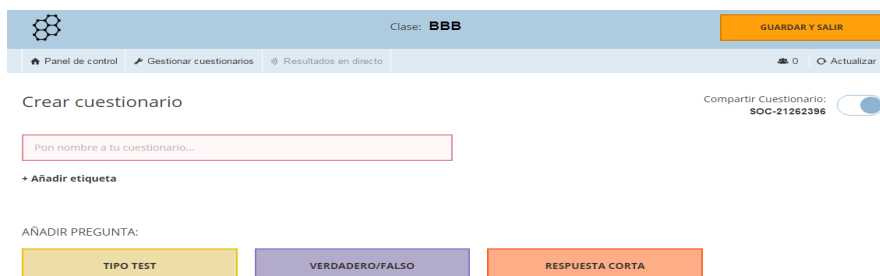 Clase: BBB
GUARDAR Y SALIR
Panel de control
Gestionar cuestionarios
Resultados en directo
0
Actualizar
Crear cuestionario
Compartir Cuestionario:
SOC-21262396
Pon nombre a tu cuestionario...
+ Añadir etiqueta
AÑADIR PREGUNTA:
TIPO TEST
VERDADERO/FALSO
RESPUESTA CORTA